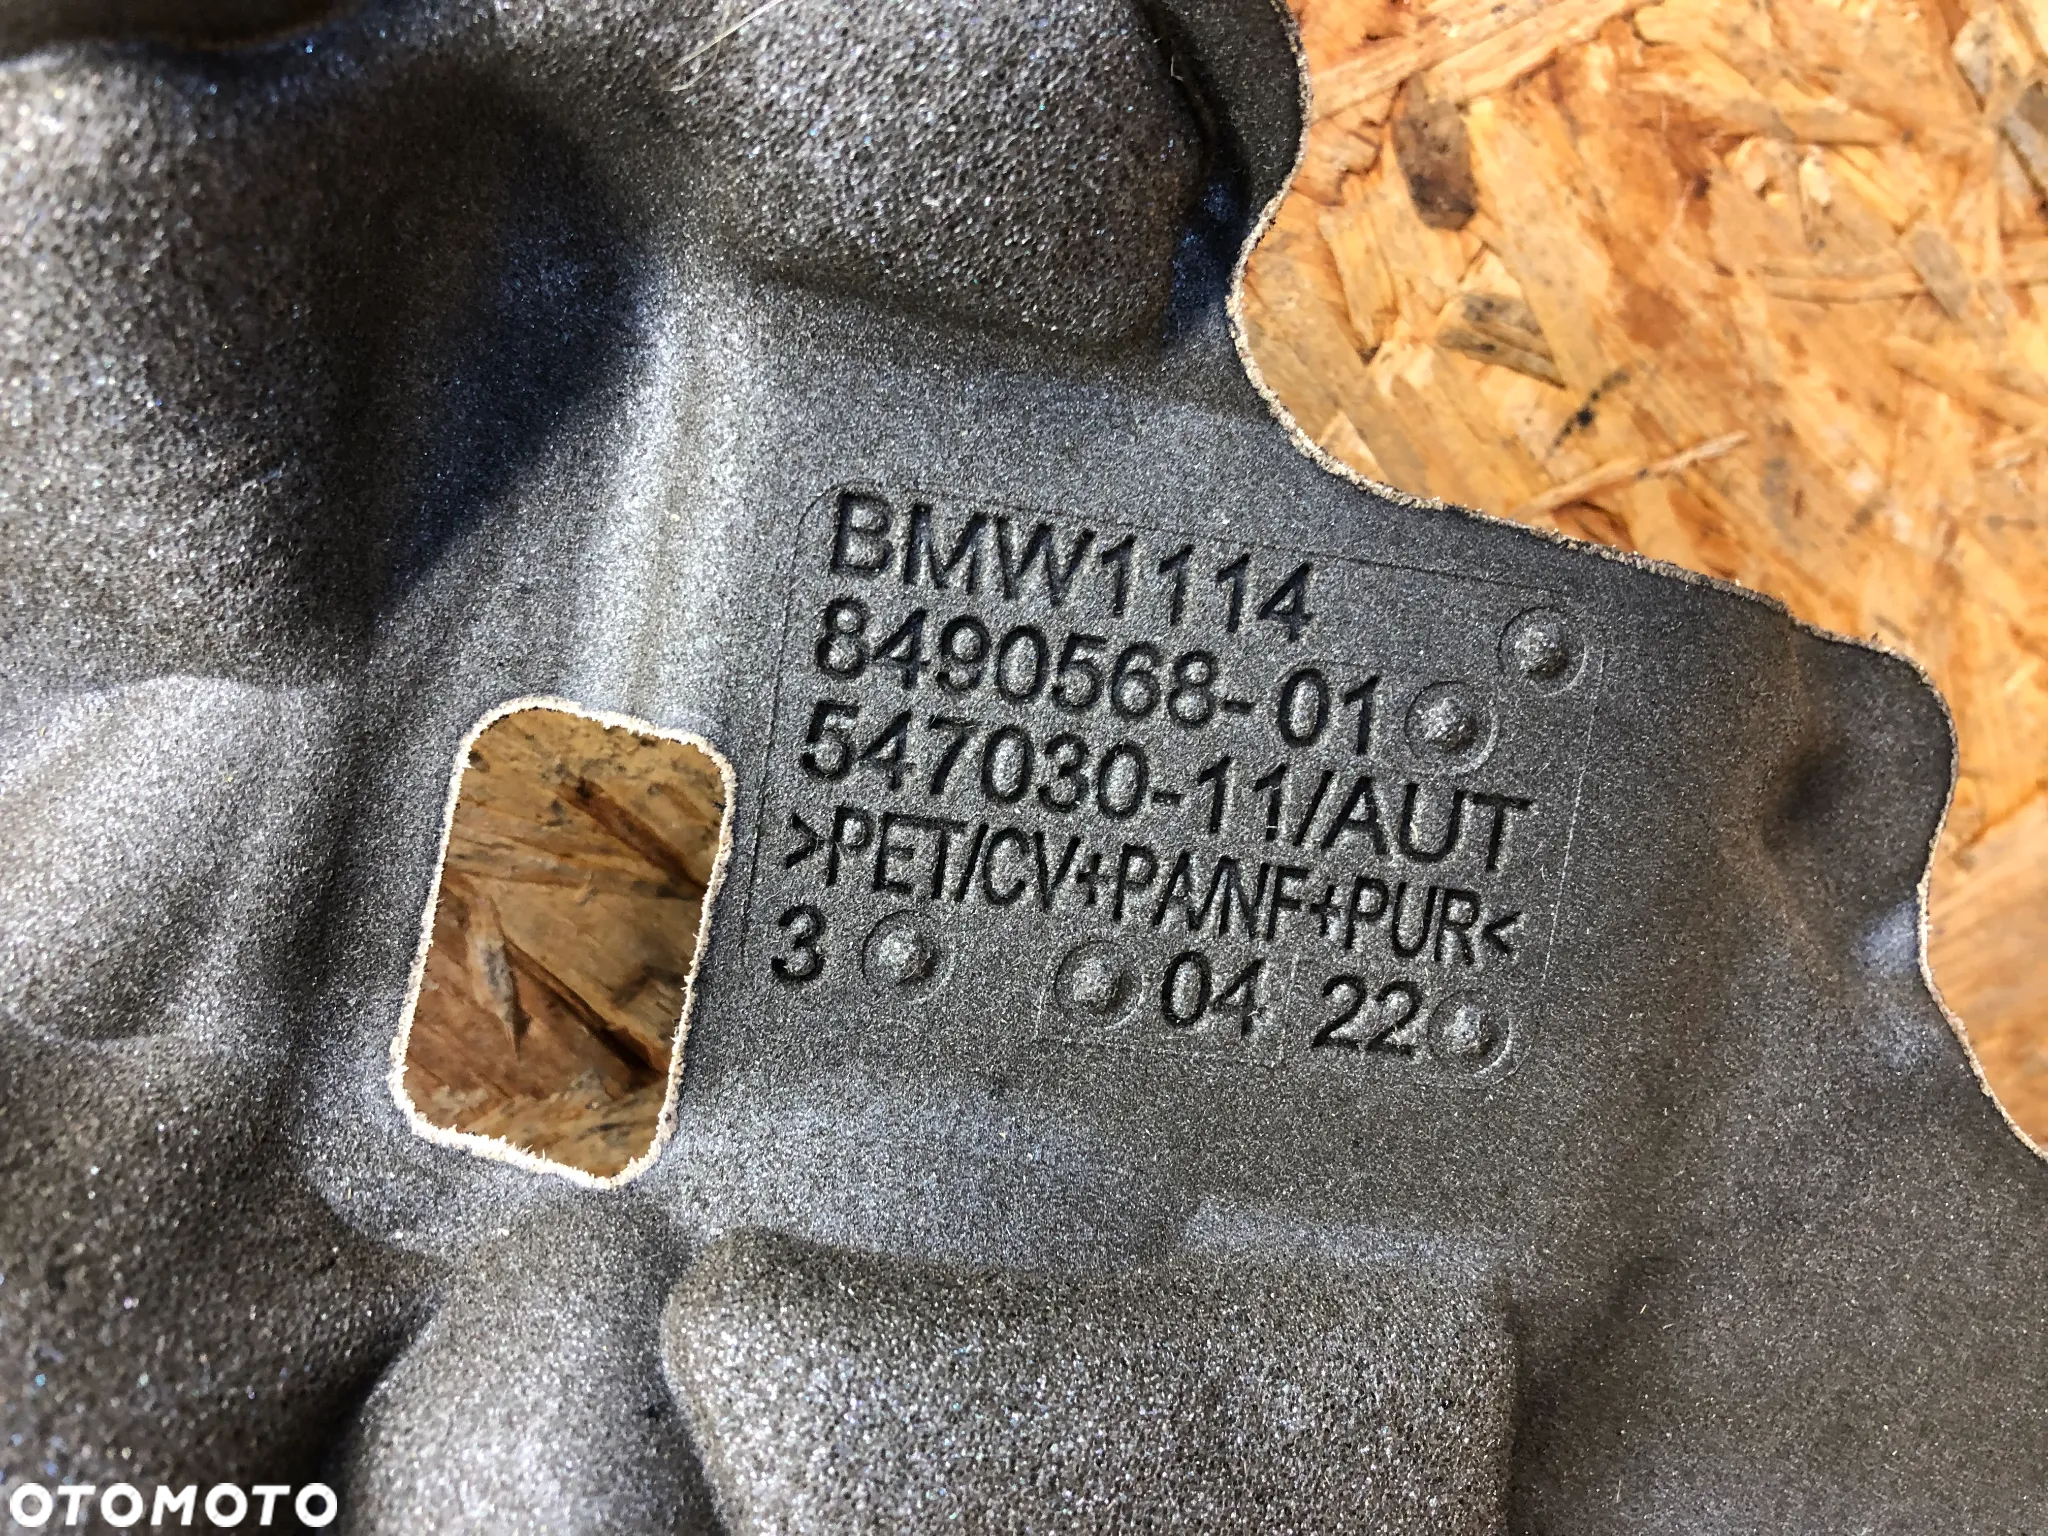 BMW1114
8490568-01
547030-11/AUT
>PET/CV+PA/NF+PUR<
3 04 22
OTOMOTO